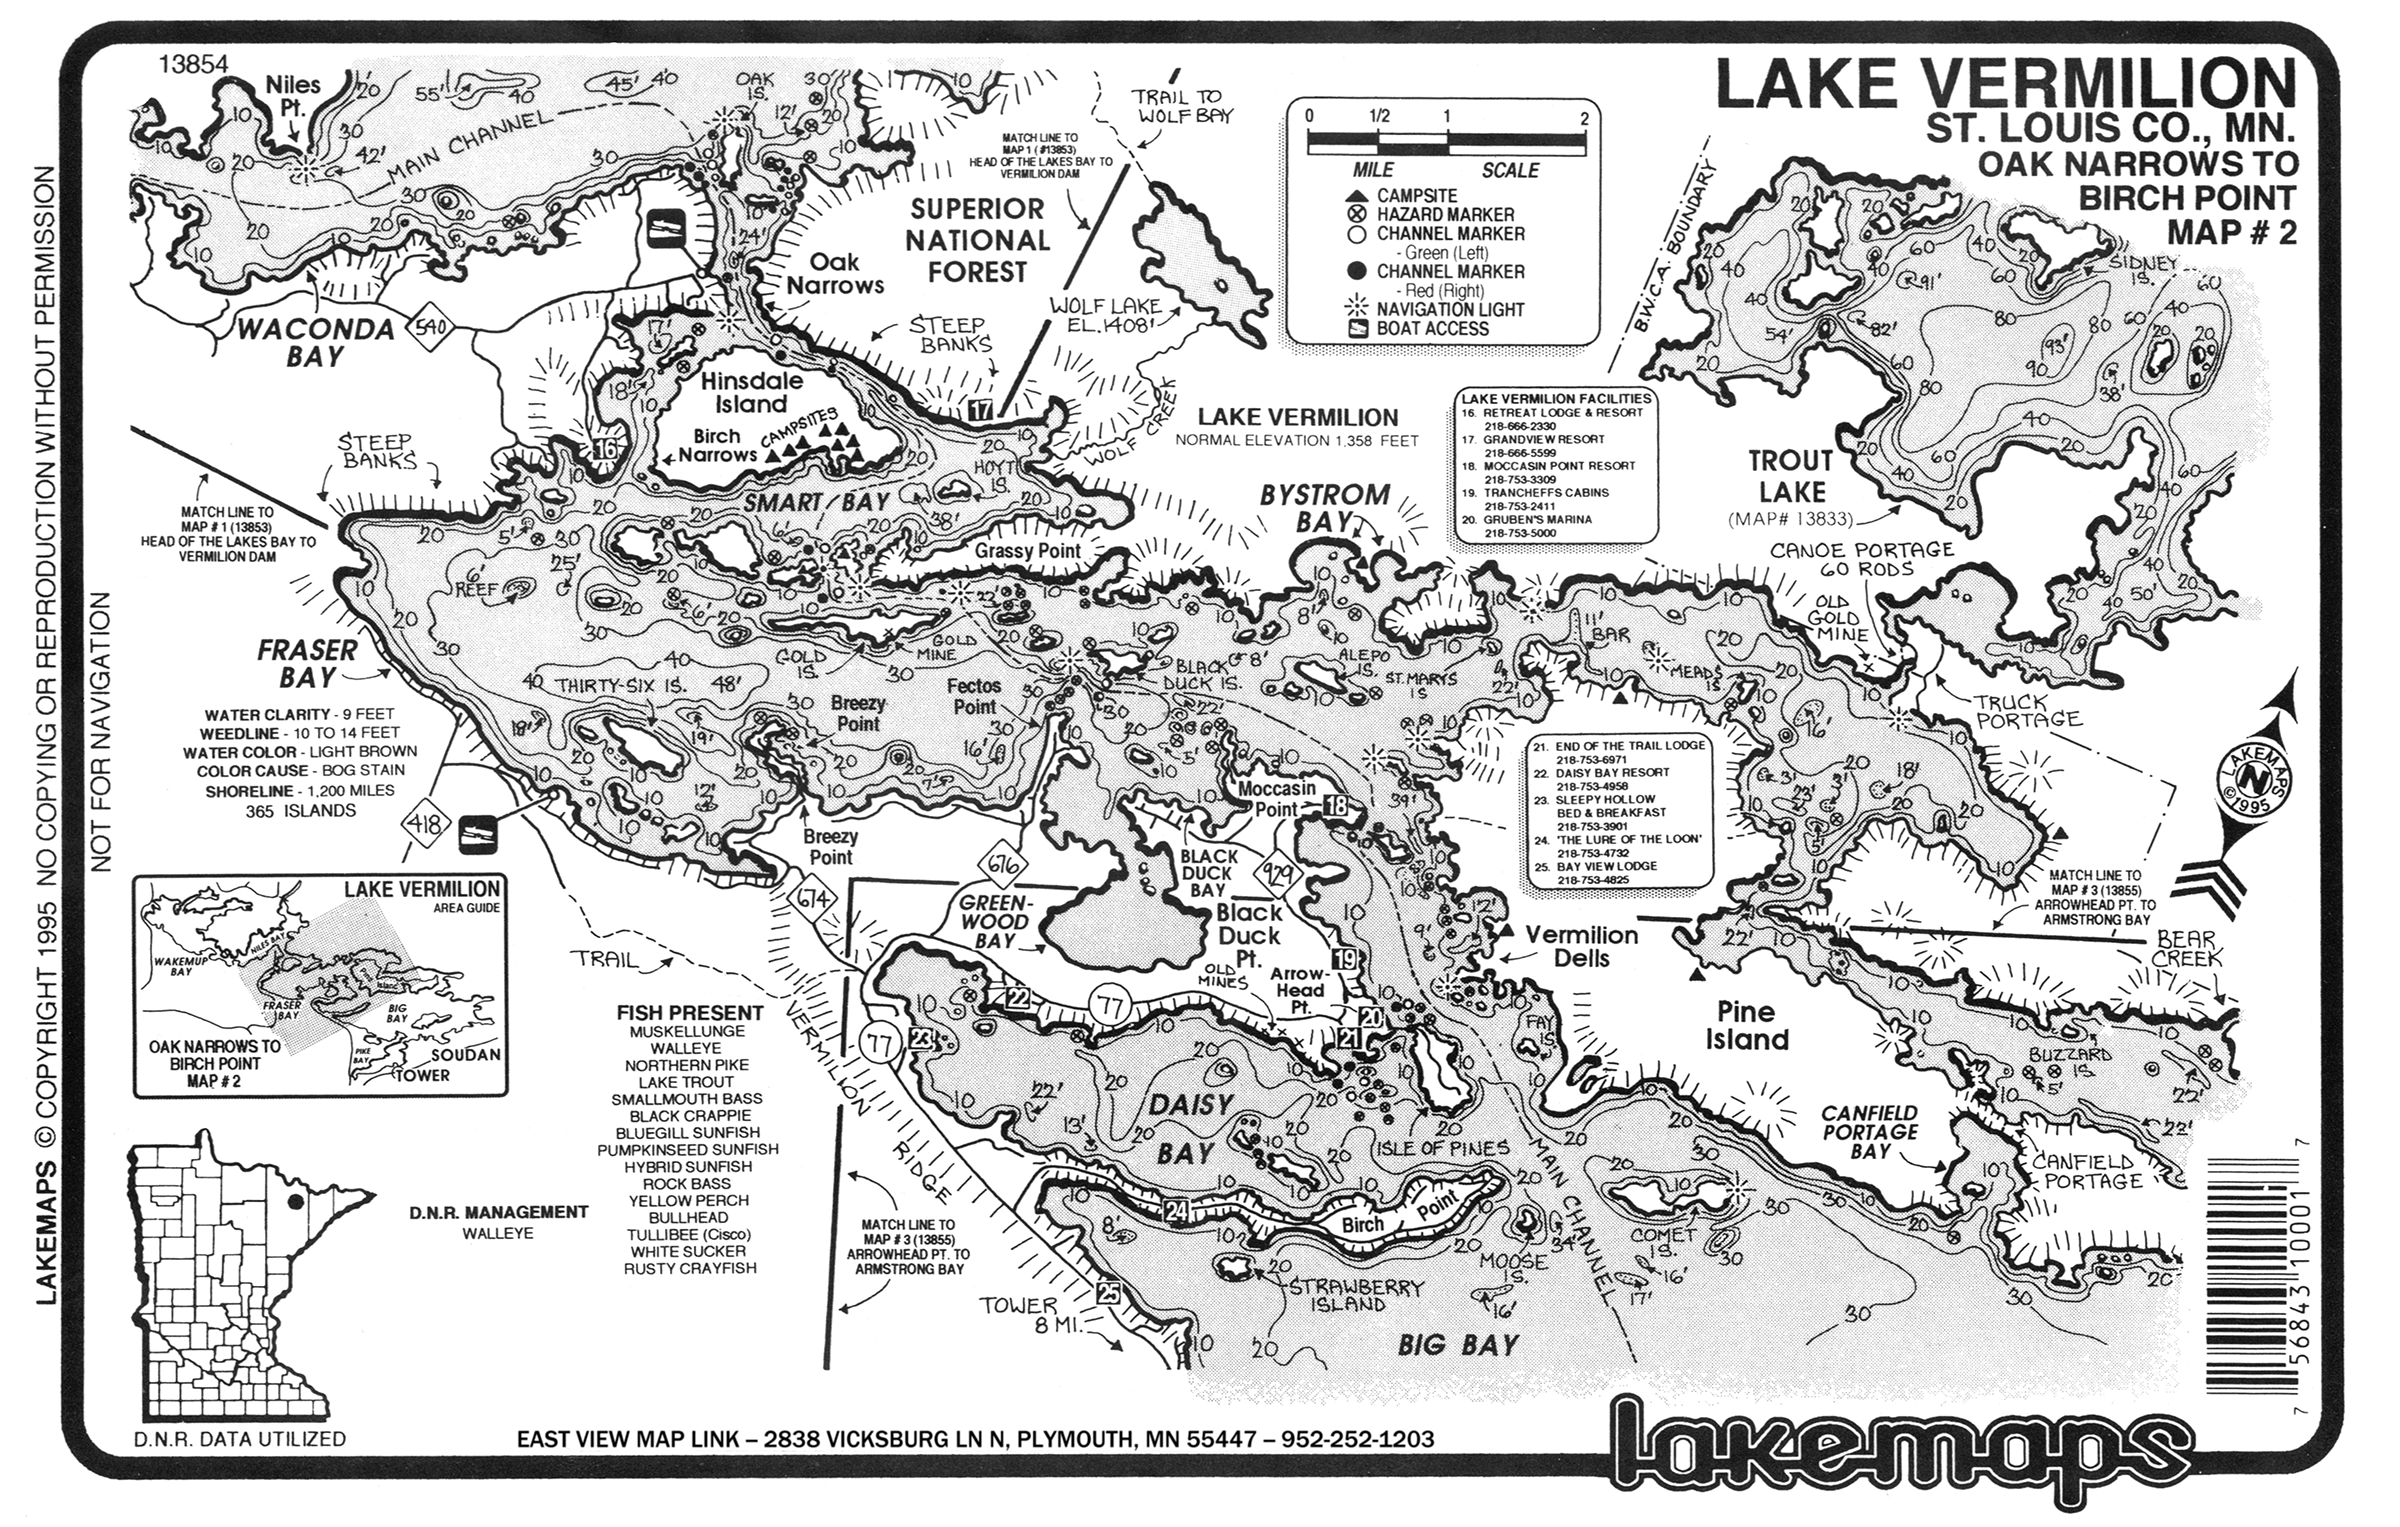 13854
LAKE VERMILION
ST. LOUIS CO., MN.
OAK NARROWS TO
BIRCH POINT
MAP # 2
LAKEMAPS © COPYRIGHT 1995 NO COPYING OR REPRODUCTION WITHOUT PERMISSION
NOT FOR NAVIGATION
0 1/2 1 2
MILE SCALE
CAMPSITE
HAZARD MARKER
CHANNEL MARKER
- Green (Left)
CHANNEL MARKER
- Red (Right)
NAVIGATION LIGHT
BOAT ACCESS
Niles
Pt.
MAIN CHANNEL
OAK
IS.
TRAIL TO
WOLF BAY
MATCH LINE TO
MAP 1 (#13853)
HEAD OF THE LAKES BAY TO
VERMILION DAM
SUPERIOR
NATIONAL
FOREST
Oak
Narrows
WACONDA
BAY
540
STEEP
BANKS
WOLF LAKE
EL. 1408'
WOLF CREEK
B.W.C.A. BOUNDARY
SIDNEY
IS.
Hinsdale
Island
Birch
Narrows
CAMPSITES
16
17
LAKE VERMILION
NORMAL ELEVATION 1,358 FEET
LAKE VERMILION FACILITIES
16. RETREAT LODGE & RESORT
218-666-2330
17. GRANDVIEW RESORT
218-666-5599
18. MOCCASIN POINT RESORT
218-753-3309
19. TRANCHEFFS CABINS
218-753-2411
20. GRUBEN'S MARINA
218-753-5000
STEEP
BANKS
MATCH LINE TO
MAP # 1 (13853)
HEAD OF THE LAKES BAY TO
VERMILION DAM
SMART BAY
HOYT
IS.
Grassy Point
BYSTROM
BAY
TROUT
LAKE
(MAP# 13833)
CANOE PORTAGE
60 RODS
OLD
GOLD
MINE
TRUCK
PORTAGE
6'
REEF
FRASER
BAY
GOLD
IS.
GOLD
MINE
THIRTY-SIX IS.
Breezy
Point
Fectos
Point
BLACK
DUCK IS.
ALEPO
IS.
ST. MARYS
IS
11'
BAR
MEADS
IS
WATER CLARITY - 9 FEET
WEEDLINE - 10 TO 14 FEET
WATER COLOR - LIGHT BROWN
COLOR CAUSE - BOG STAIN
SHORELINE - 1,200 MILES
365 ISLANDS
418
Breezy
Point
674
676
929
Moccasin
Point
18
BLACK
DUCK
BAY
GREEN-
WOOD
BAY
Black
Duck
Pt.
21. END OF THE TRAIL LODGE
218-753-6971
22. DAISY BAY RESORT
218-753-4958
23. SLEEPY HOLLOW
BED & BREAKFAST
218-753-3901
24. 'THE LURE OF THE LOON'
218-753-4732
25. BAY VIEW LODGE
218-753-4825
LAKEMAPS
N
©1995
MATCH LINE TO
MAP # 3 (13855)
ARROWHEAD PT. TO
ARMSTRONG BAY
BEAR
CREEK
Vermilion
Dells
Pine
Island
LAKE VERMILION
AREA GUIDE
WAKEMUP
BAY
NILES BAY
FRASER
BAY
Pine
Island
BIG
BAY
PIKE
BAY
SOUDAN
TOWER
OAK NARROWS TO
BIRCH POINT
MAP # 2
TRAIL
VERMILION RIDGE
OLD
MINES
Arrow-
Head
Pt.
19
20
21
22
77
77
23
FAY
IS.
BUZZARD
IS.
DAISY
BAY
ISLE OF PINES
MAIN CHANNEL
CANFIELD
PORTAGE
BAY
CANFIELD
PORTAGE
FISH PRESENT
MUSKELLUNGE
WALLEYE
NORTHERN PIKE
LAKE TROUT
SMALLMOUTH BASS
BLACK CRAPPIE
BLUEGILL SUNFISH
PUMPKINSEED SUNFISH
HYBRID SUNFISH
ROCK BASS
YELLOW PERCH
BULLHEAD
TULLIBEE (Cisco)
WHITE SUCKER
RUSTY CRAYFISH
D.N.R. MANAGEMENT
WALLEYE
MATCH LINE TO
MAP # 3 (13855)
ARROWHEAD PT. TO
ARMSTRONG BAY
24
Birch Point
MOOSE
IS.
COMET
IS.
STRAWBERRY
ISLAND
25
TOWER
8 MI.
BIG BAY
D.N.R. DATA UTILIZED
EAST VIEW MAP LINK – 2838 VICKSBURG LN N, PLYMOUTH, MN 55447 – 952-252-1203
lakemaps
7 56843 10001 7